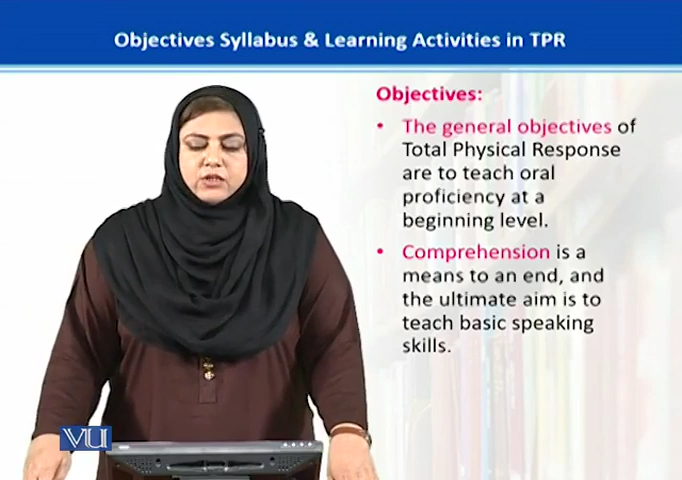 Objectives Syllabus & Learning Activities in TPR
Objectives:
• The general objectives of
Total Physical Response
are to teach oral
proficiency at a
beginning level.
• Comprehension is a
means to an end, and
the ultimate aim is to
teach basic speaking
skills.
VU